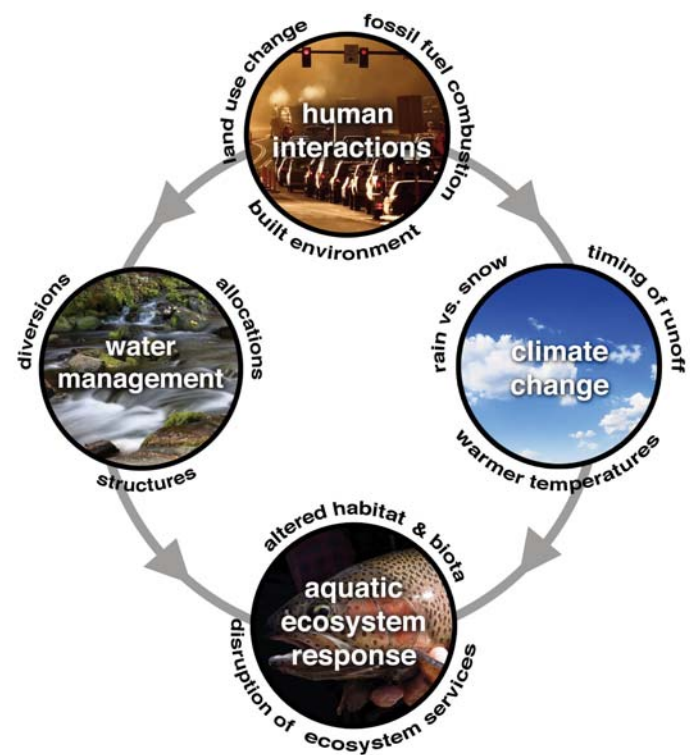 land use change
fossil fuel combustion
human
interactions
built environment
diversions
allocations
water
management
structures
rain vs. snow
timing of runoff
climate
change
warmer temperatures
altered habitat & biota
aquatic
ecosystem
response
disruption of ecosystem services